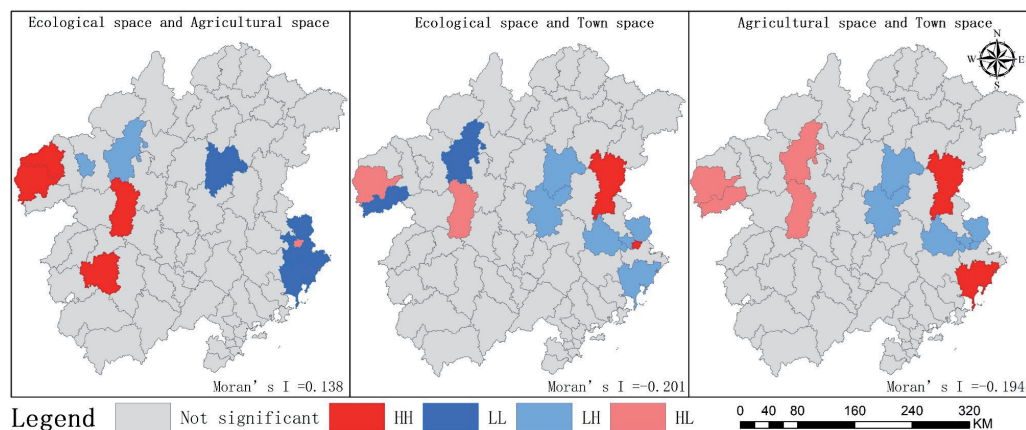 Ecological space and Agricultural space
Ecological space and Town space
Agricultural space and Town space
N
W E
S
Moran’ s I =0.138
Moran’ s I =-0.201
Moran’ s I =-0.194
Legend Not significant HH LL LH HL
0 40 80 160 240 320
KM